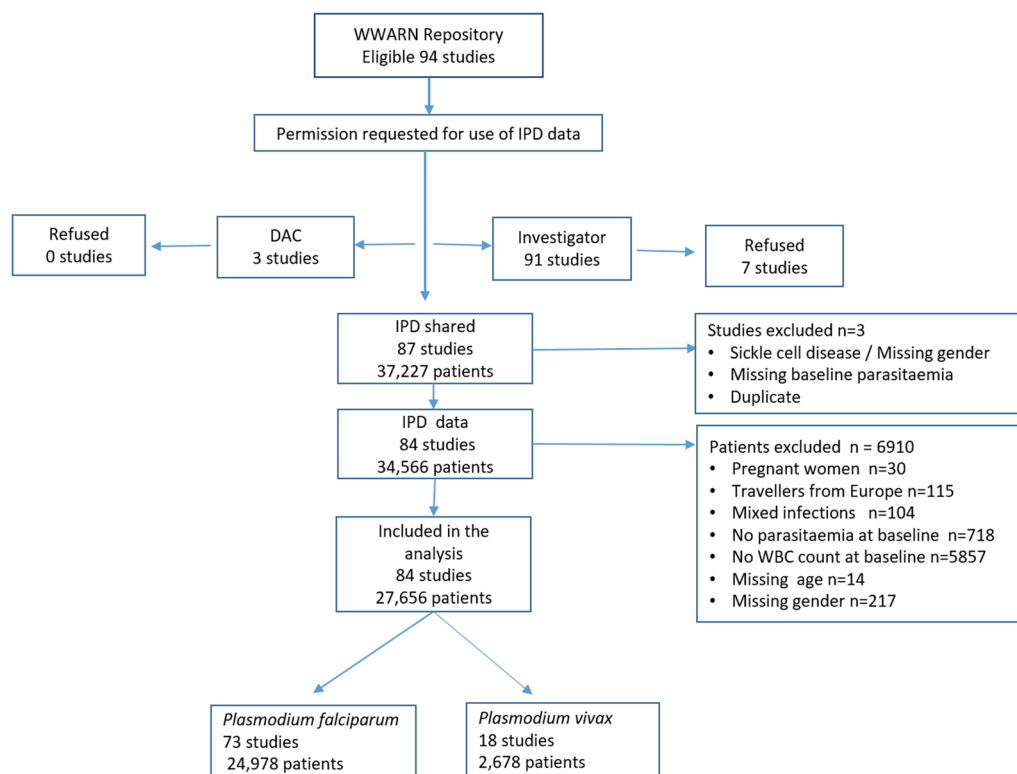 WWARN Repository
Eligible 94 studies
Permission requested for use of IPD data
Refused
0 studies
DAC
3 studies
Investigator
91 studies
Refused
7 studies
IPD shared
87 studies
37,227 patients
Studies excluded n=3
• Sickle cell disease / Missing gender
• Missing baseline parasitaemia
• Duplicate
IPD data
84 studies
34,566 patients
Patients excluded n = 6910
• Pregnant women n=30
• Travellers from Europe n=115
• Mixed infections n=104
• No parasitaemia at baseline n=718
• No WBC count at baseline n=5857
• Missing age n=14
• Missing gender n=217
Included in the
analysis
84 studies
27,656 patients
Plasmodium falciparum
73 studies
24,978 patients
Plasmodium vivax
18 studies
2,678 patients